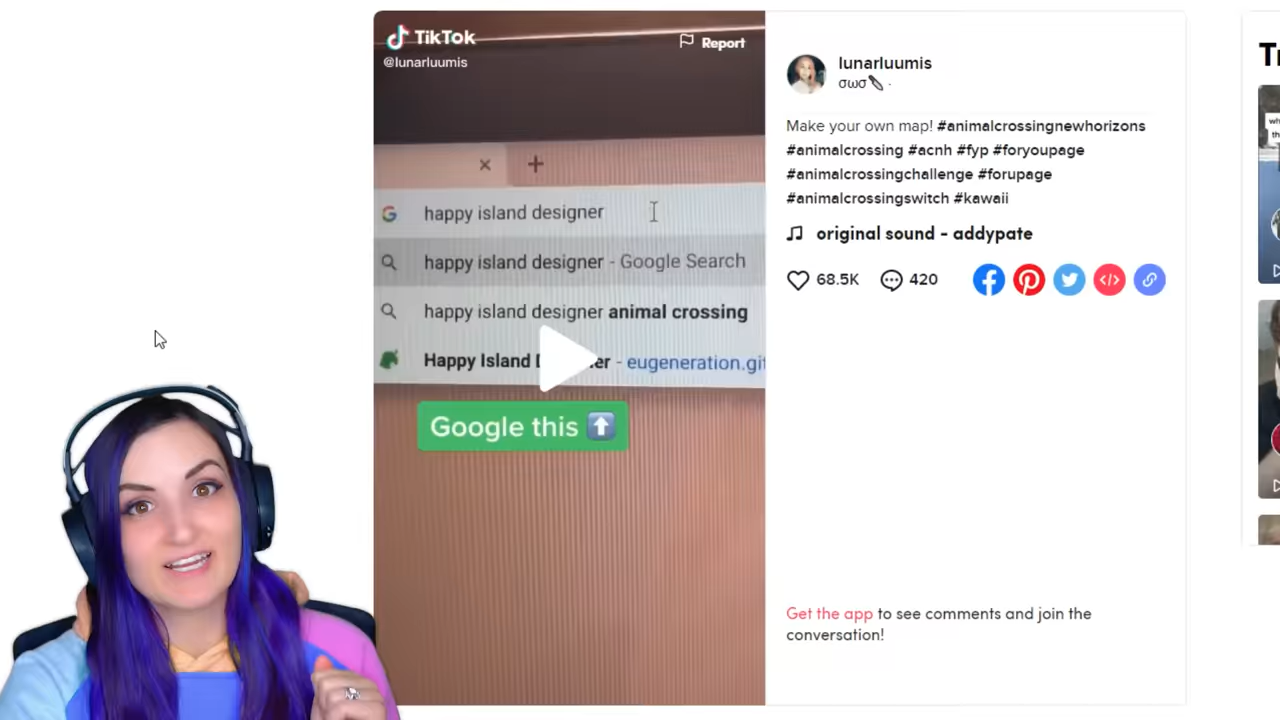 TikTok
@lunarluumis
Report
happy island designer
happy island designer - Google Search
happy island designer animal crossing
Happy Island - eugeneration.git
Google this
lunarluumis
σωσ
Make your own map! #animalcrossingnewhorizons
#animalcrossing #acnh #fyp #foryoupage
#animalcrossingchallenge #forupage
#animalcrossingswitch #kawaii
original sound - addypate
68.5K
420
Get the app to see comments and join the
conversation!